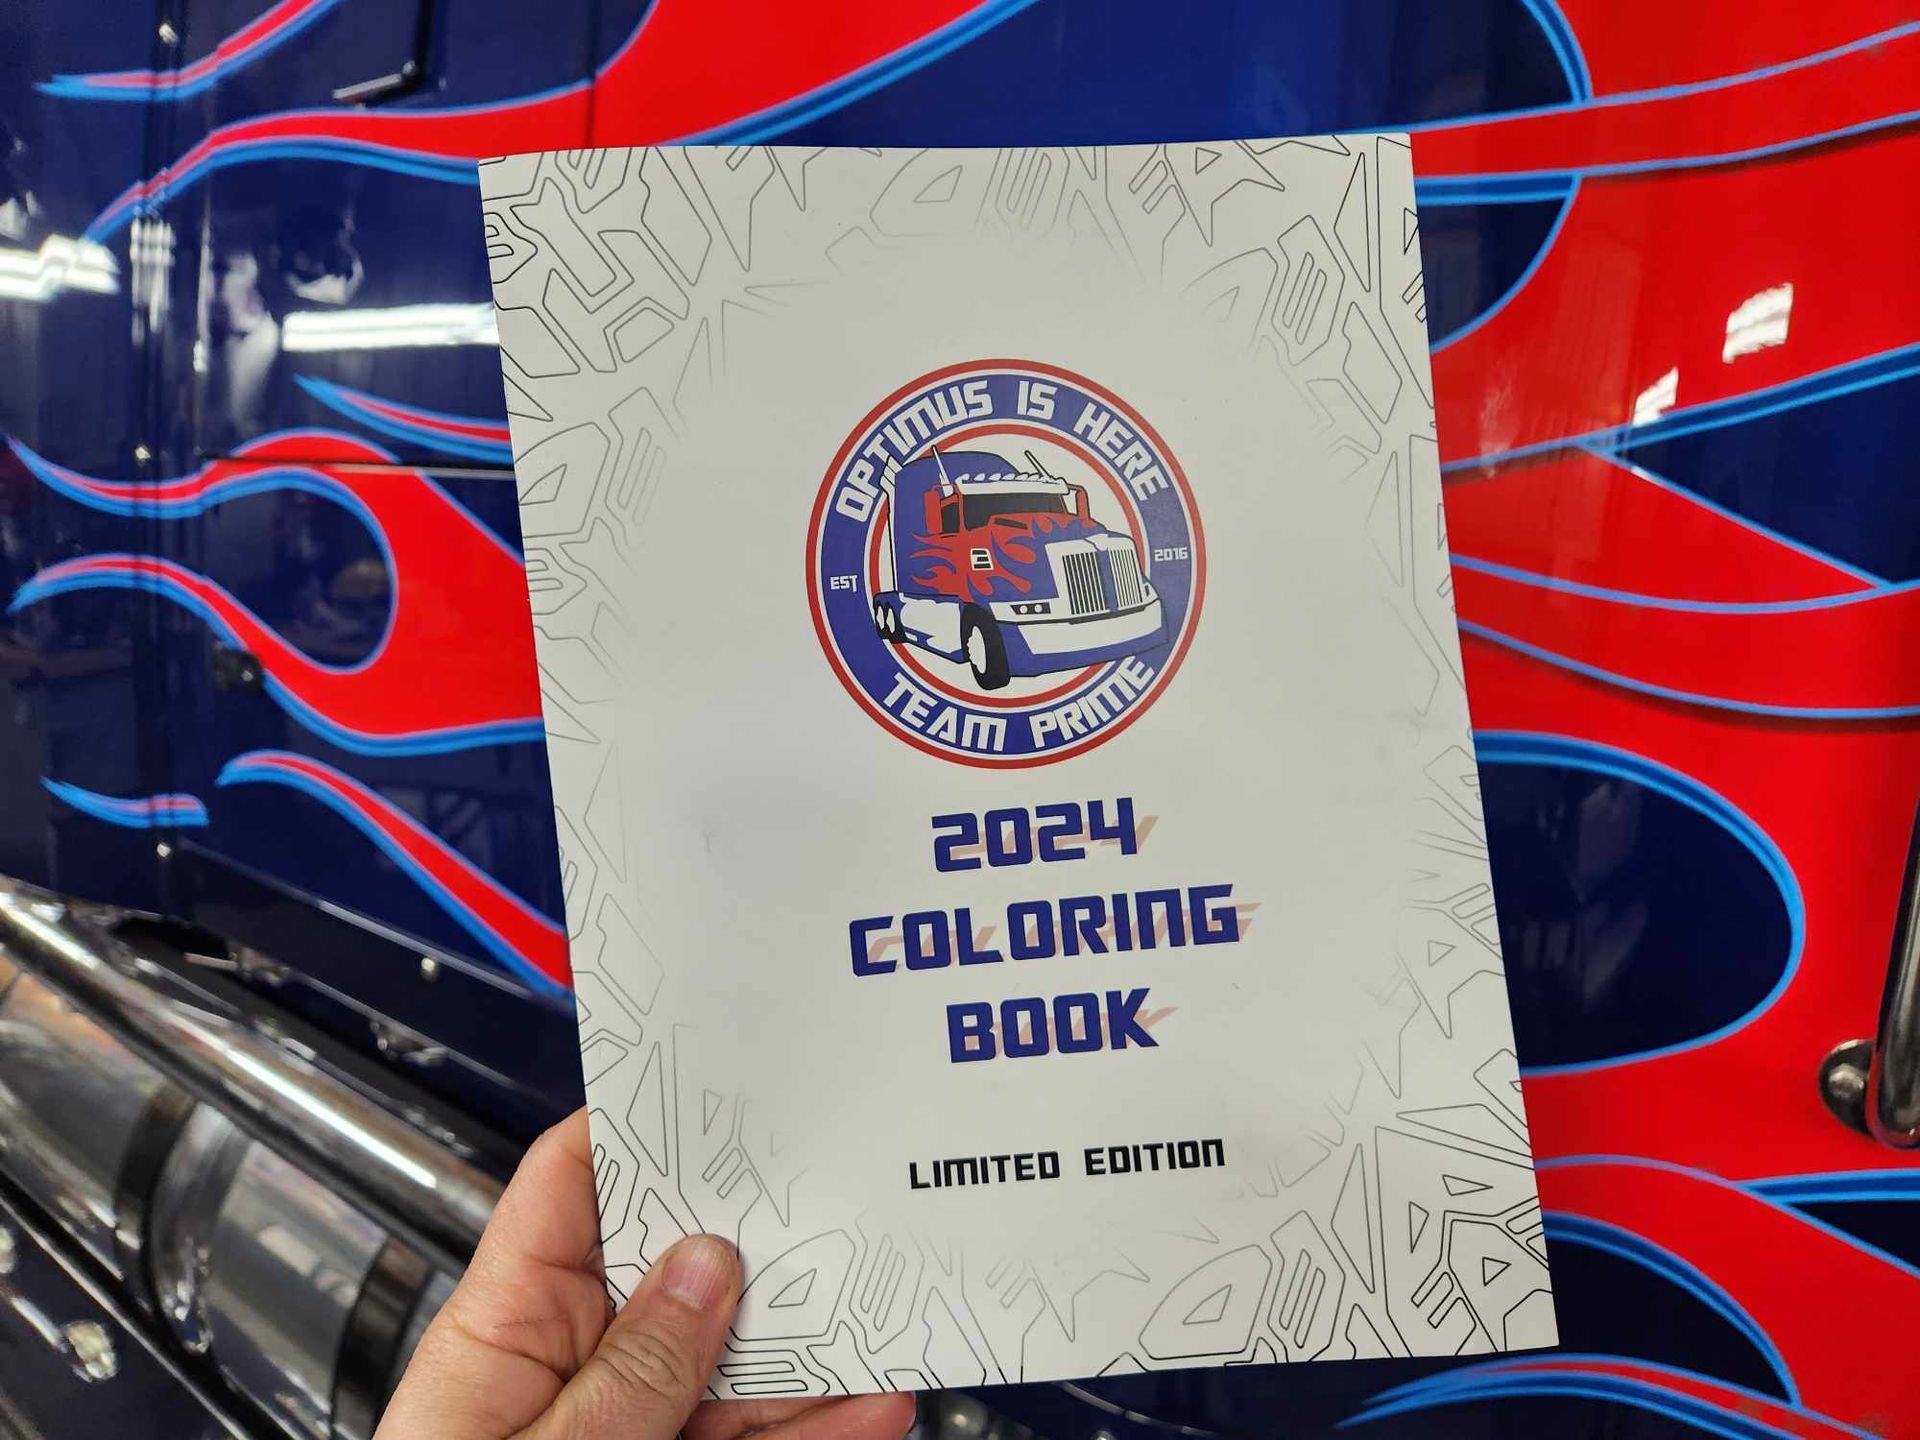 OPTIMUS IS HERE
EST 2016
TEAM PRIME
2024
COLORING
BOOK
LIMITED EDITION